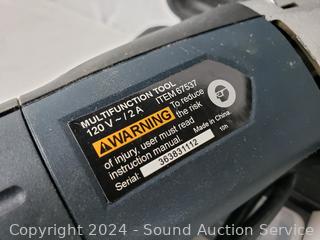 MULTIFUNCTION TOOL
120 V ~ / 2 A ITEM 67537
WARNING To reduce
the risk
of injury, user must read
instruction manual. Made in China
Serial: 363831112 10h
Copyright 2024 - Sound Auction Service